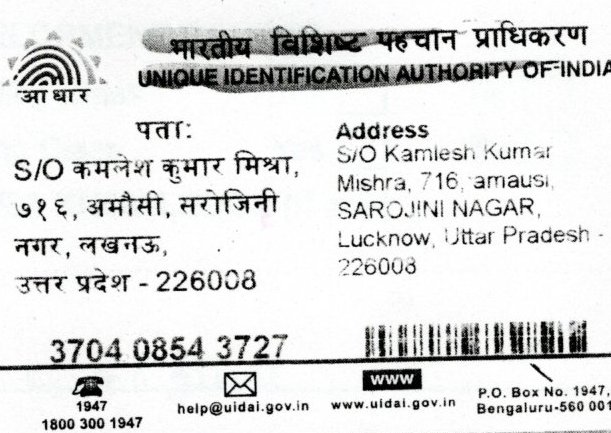 भारतीय विशिष्ट पहचान प्राधिकरण
UNIQUE IDENTIFICATION AUTHORITY OF INDIA
आधार
पता:
S/O कमलेश कुमार मिश्रा,
७१६, अमौसी, सरोजिनी
नगर, लखनऊ,
उत्तर प्रदेश - 226008
Address
S/O Kamlesh Kumar
Mishra, 716, amausi,
SAROJINI NAGAR,
Lucknow, Uttar Pradesh -
226008
3704 0854 3727
1947
1800 300 1947
help@uidai.gov.in
www
www.uidai.gov.in
P.O. Box No. 1947,
Bengaluru-560 001